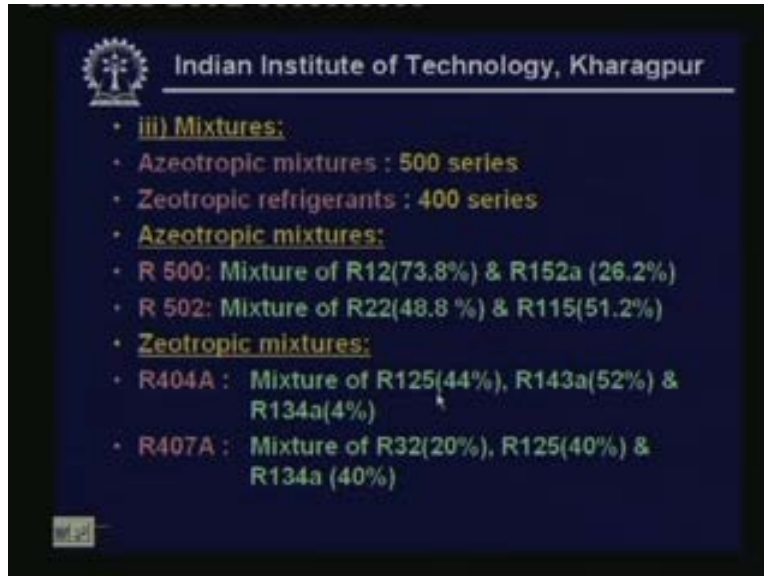 Indian Institute of Technology, Kharagpur
• iii) Mixtures:
• Azeotropic mixtures : 500 series
• Zeotropic refrigerants : 400 series
• Azeotropic mixtures:
• R 500: Mixture of R12(73.8%) & R152a (26.2%)
• R 502: Mixture of R22(48.8 %) & R115(51.2%)
• Zeotropic mixtures:
• R404A : Mixture of R125(44%), R143a(52%) &
R134a(4%)
• R407A : Mixture of R32(20%), R125(40%) &
R134a (40%)